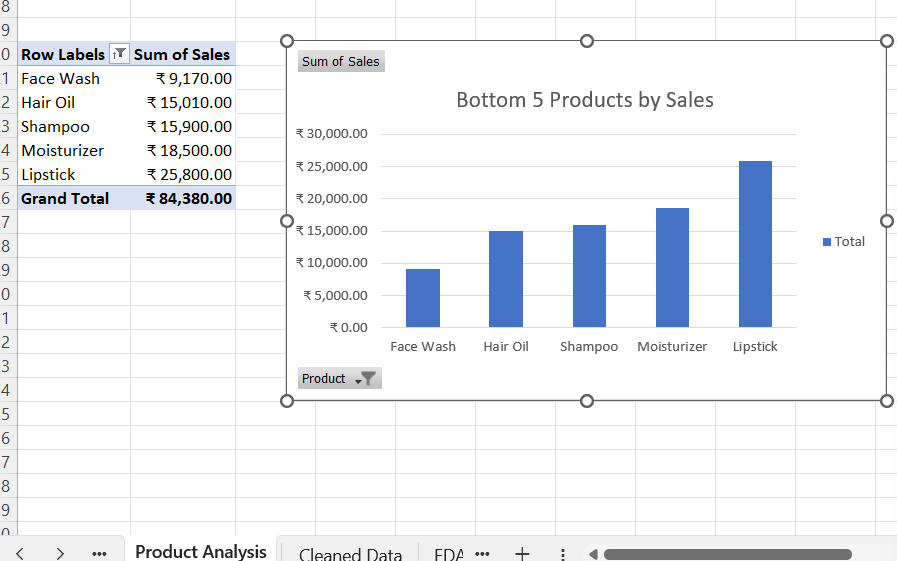 8
9
0 Row Labels Sum of Sales
1 Face Wash ₹ 9,170.00
2 Hair Oil ₹ 15,010.00
3 Shampoo ₹ 15,900.00
4 Moisturizer ₹ 18,500.00
5 Lipstick ₹ 25,800.00
6 Grand Total ₹ 84,380.00
7
8
9
0
1
2
3
4
5
6
7
8
9
0
Sum of Sales
Bottom 5 Products by Sales
₹ 30,000.00
₹ 25,000.00
₹ 20,000.00
₹ 15,000.00
₹ 10,000.00
₹ 5,000.00
₹ 0.00
Face Wash Hair Oil Shampoo Moisturizer Lipstick
Total
Product
Product Analysis Cleaned Data EDA